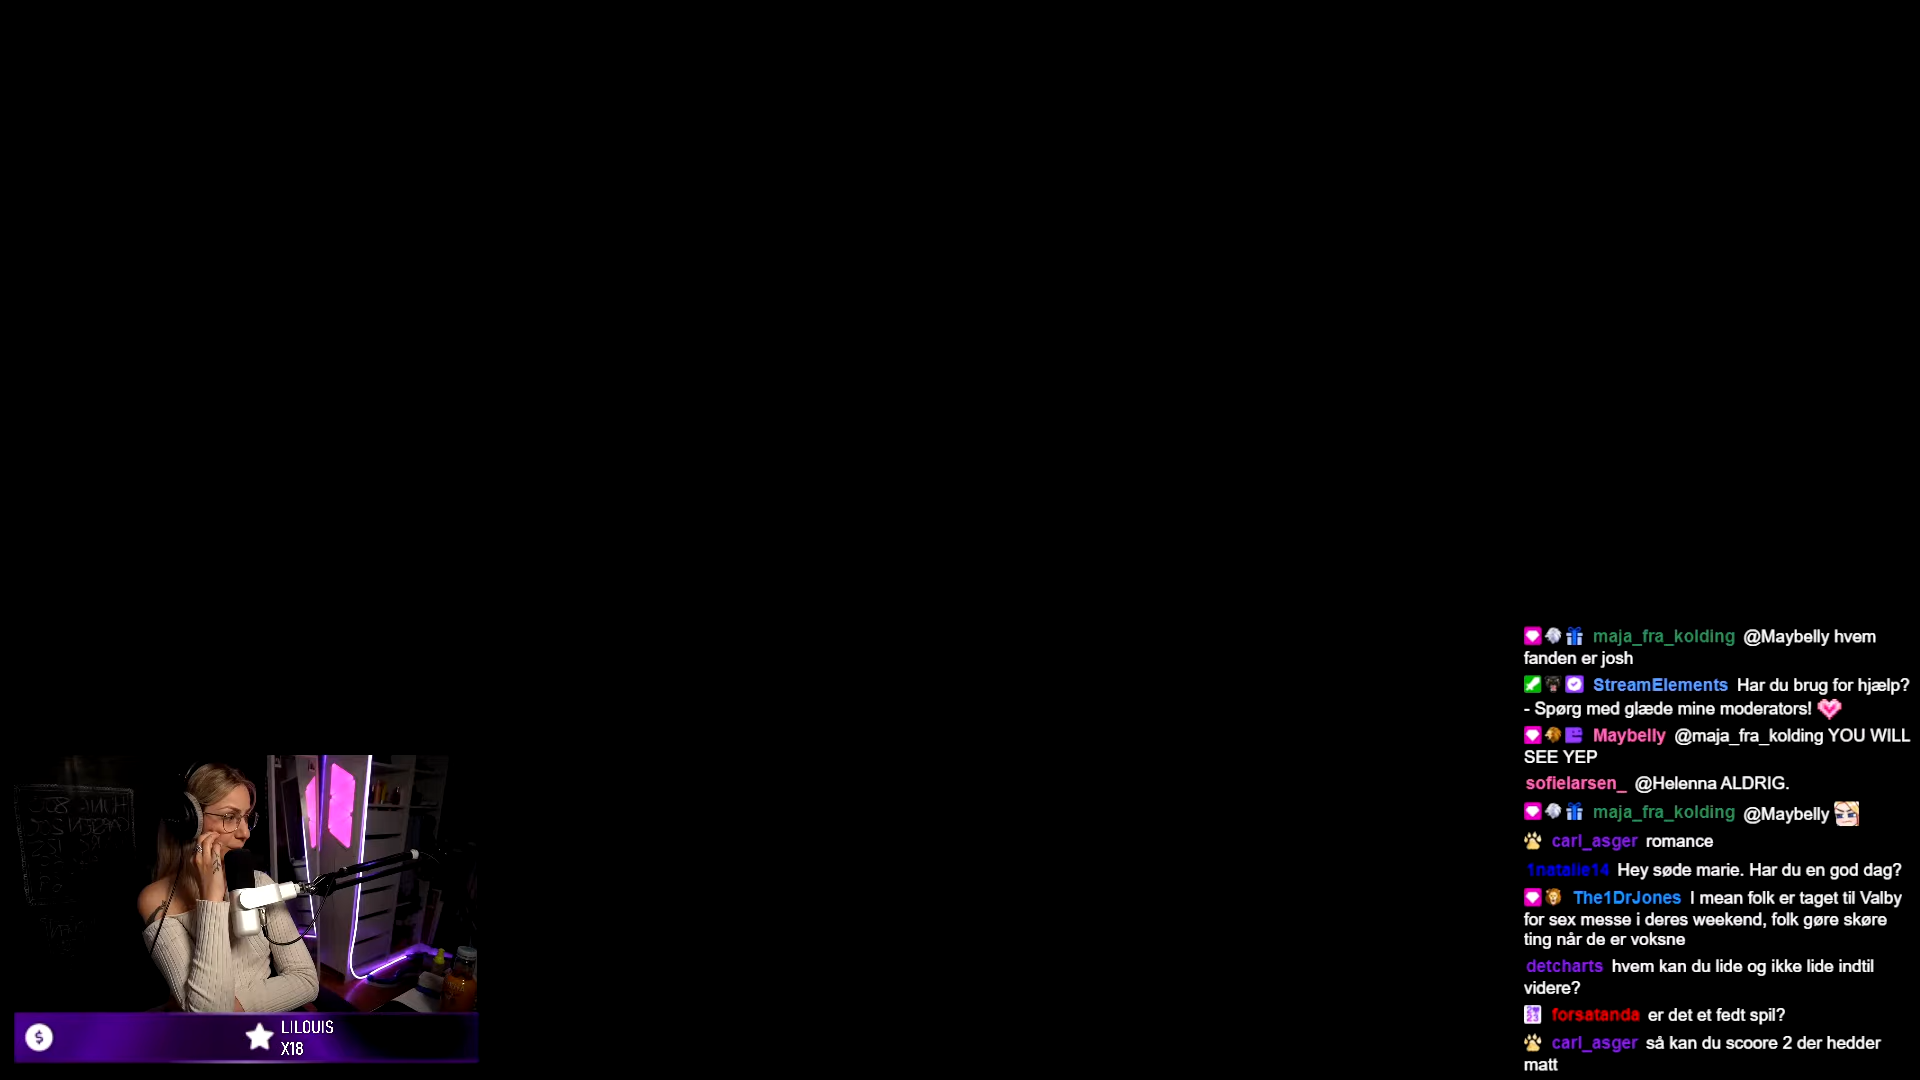 maja_fra_kolding @Maybelly hvem
fanden er josh
StreamElements Har du brug for hjælp?
- Spørg med glæde mine moderators!
Maybelly @maja_fra_kolding YOU WILL
SEE YEP
sofielarsen_ @Helenna ALDRIG.
maja_fra_kolding @Maybelly
carl_asger romance
1natalie14 Hey søde marie. Har du en god dag?
The1DrJones I mean folk er taget til Valby
for sex messe i deres weekend, folk gøre skøre
ting når de er voksne
detcharts hvem kan du lide og ikke lide indtil
videre?
forsatanda er det et fedt spil?
carl_asger så kan du scoore 2 der hedder
matt
$
LILOUIS
X18